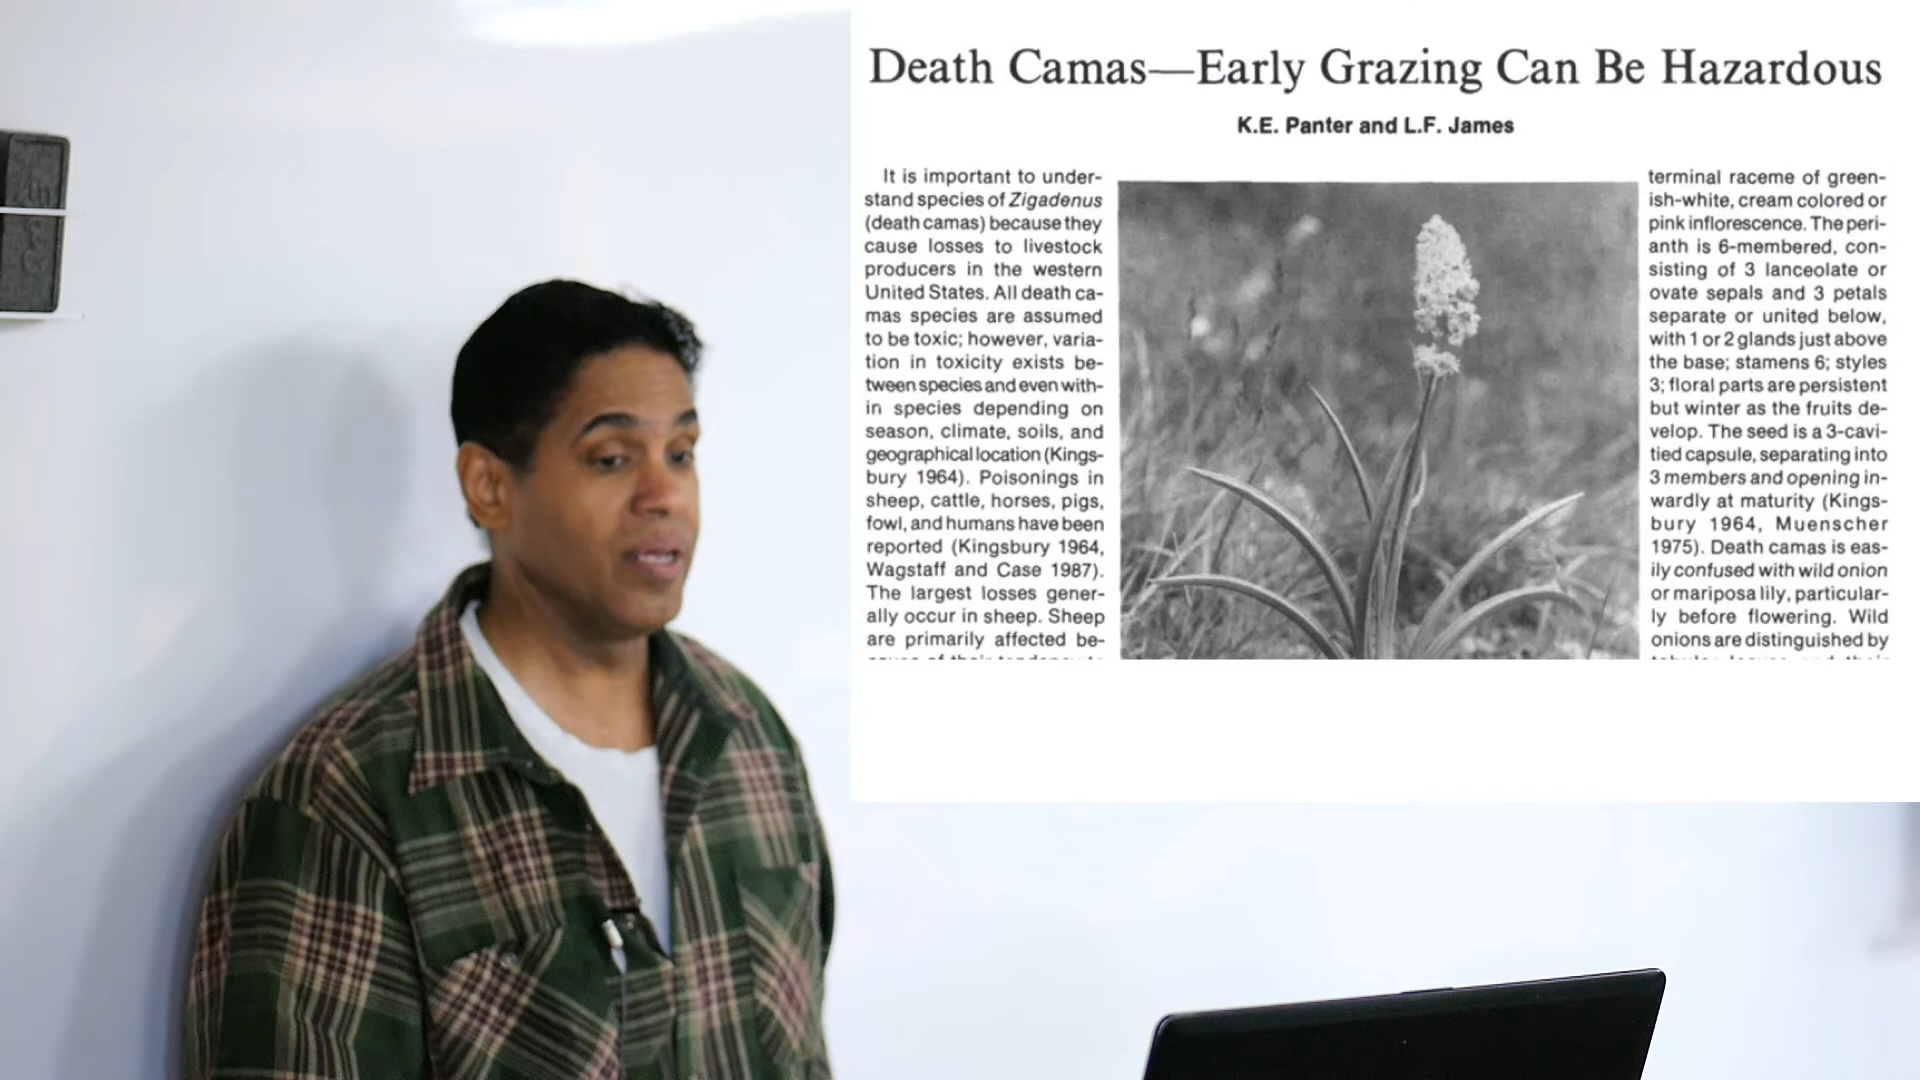 Death Camas—Early Grazing Can Be Hazardous
K.E. Panter and L.F. James
It is important to under-
stand species of Zigadenus
(death camas) because they
cause losses to livestock
producers in the western
United States. All death ca-
mas species are assumed
to be toxic; however, varia-
tion in toxicity exists be-
tween species and even with-
in species depending on
season, climate, soils, and
geographical location (Kings-
bury 1964). Poisonings in
sheep, cattle, horses, pigs,
fowl, and humans have been
reported (Kingsbury 1964,
Wagstaff and Case 1987).
The largest losses gener-
ally occur in sheep. Sheep
are primarily affected be-
terminal raceme of green-
ish-white, cream colored or
pink inflorescence. The peri-
anth is 6-membered, con-
sisting of 3 lanceolate or
ovate sepals and 3 petals
separate or united below,
with 1 or 2 glands just above
the base; stamens 6; styles
3; floral parts are persistent
but winter as the fruits de-
velop. The seed is a 3-cavi-
tied capsule, separating into
3 members and opening in-
wardly at maturity (Kings-
bury 1964, Muenscher
1975). Death camas is eas-
ily confused with wild onion
or mariposa lily, particular-
ly before flowering. Wild
onions are distinguished by